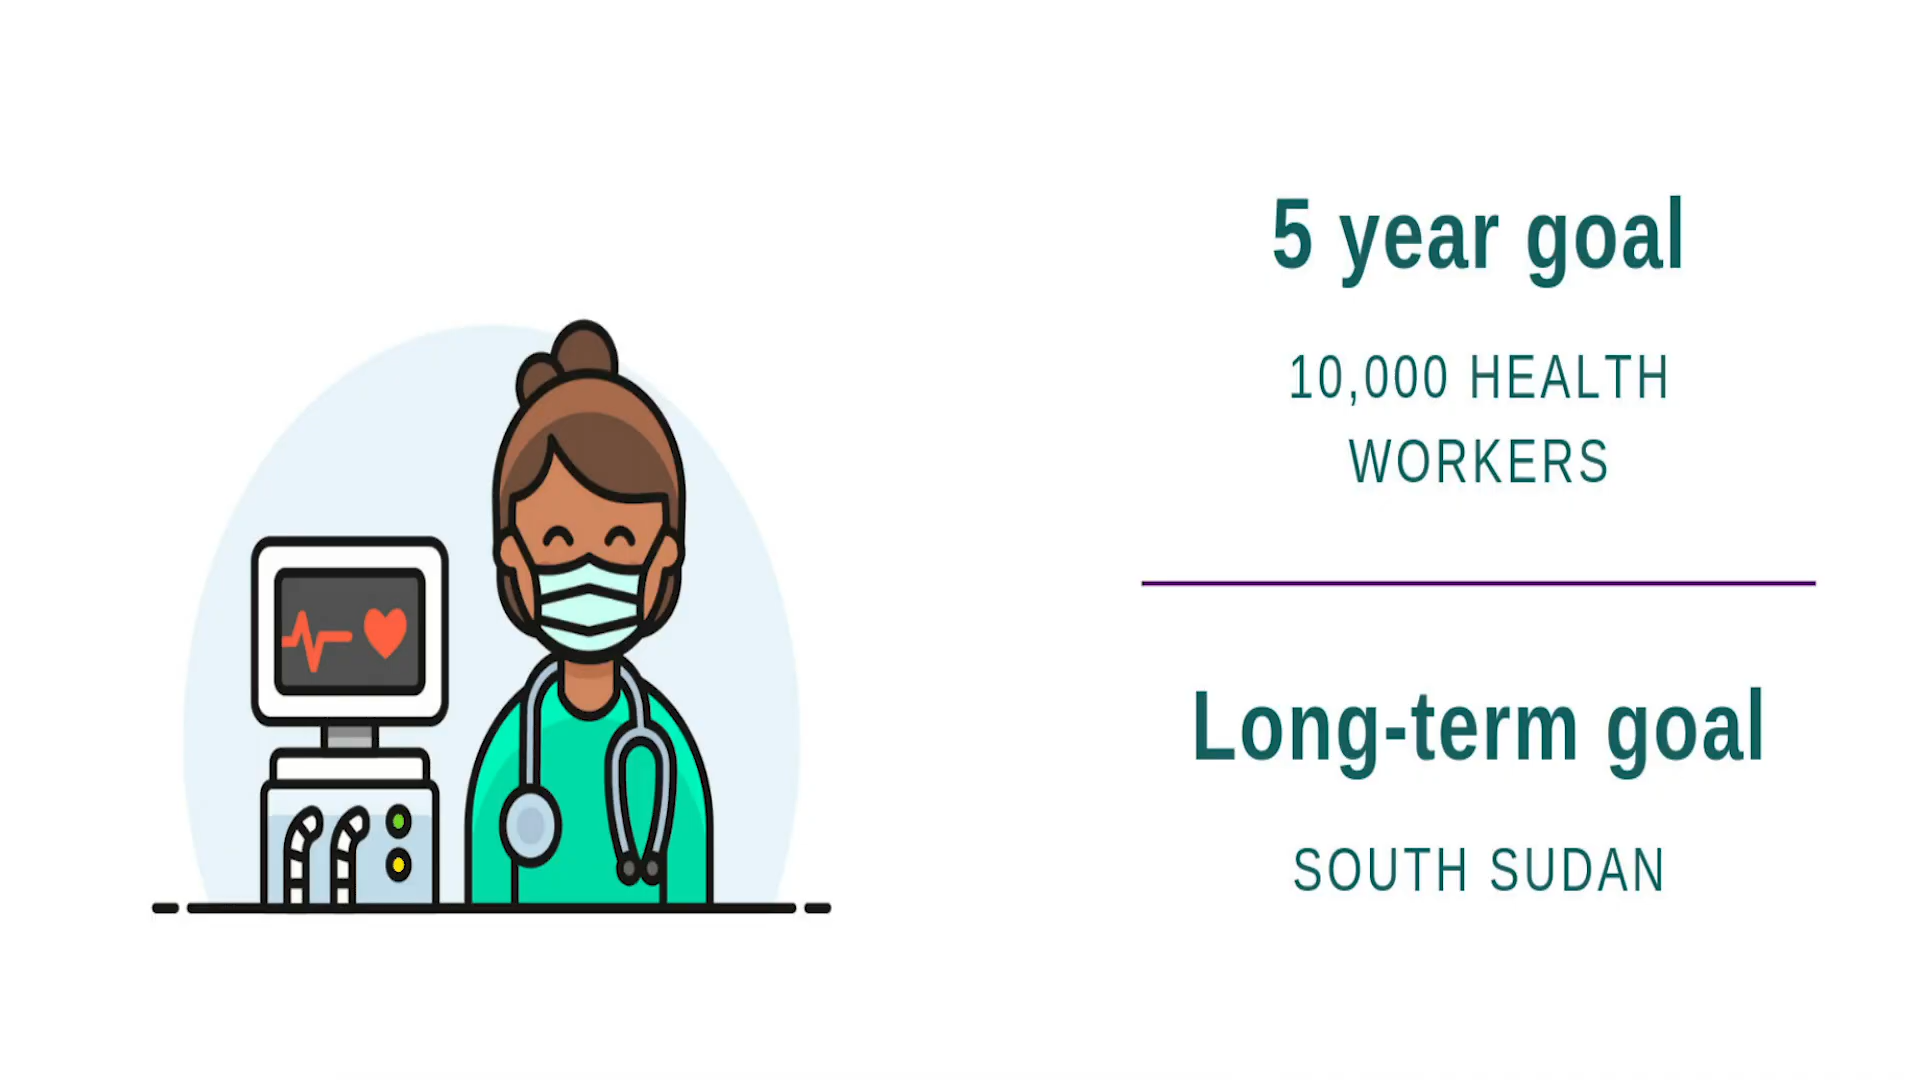 5 year goal
10,000 HEALTH
WORKERS
Long-term goal
SOUTH SUDAN